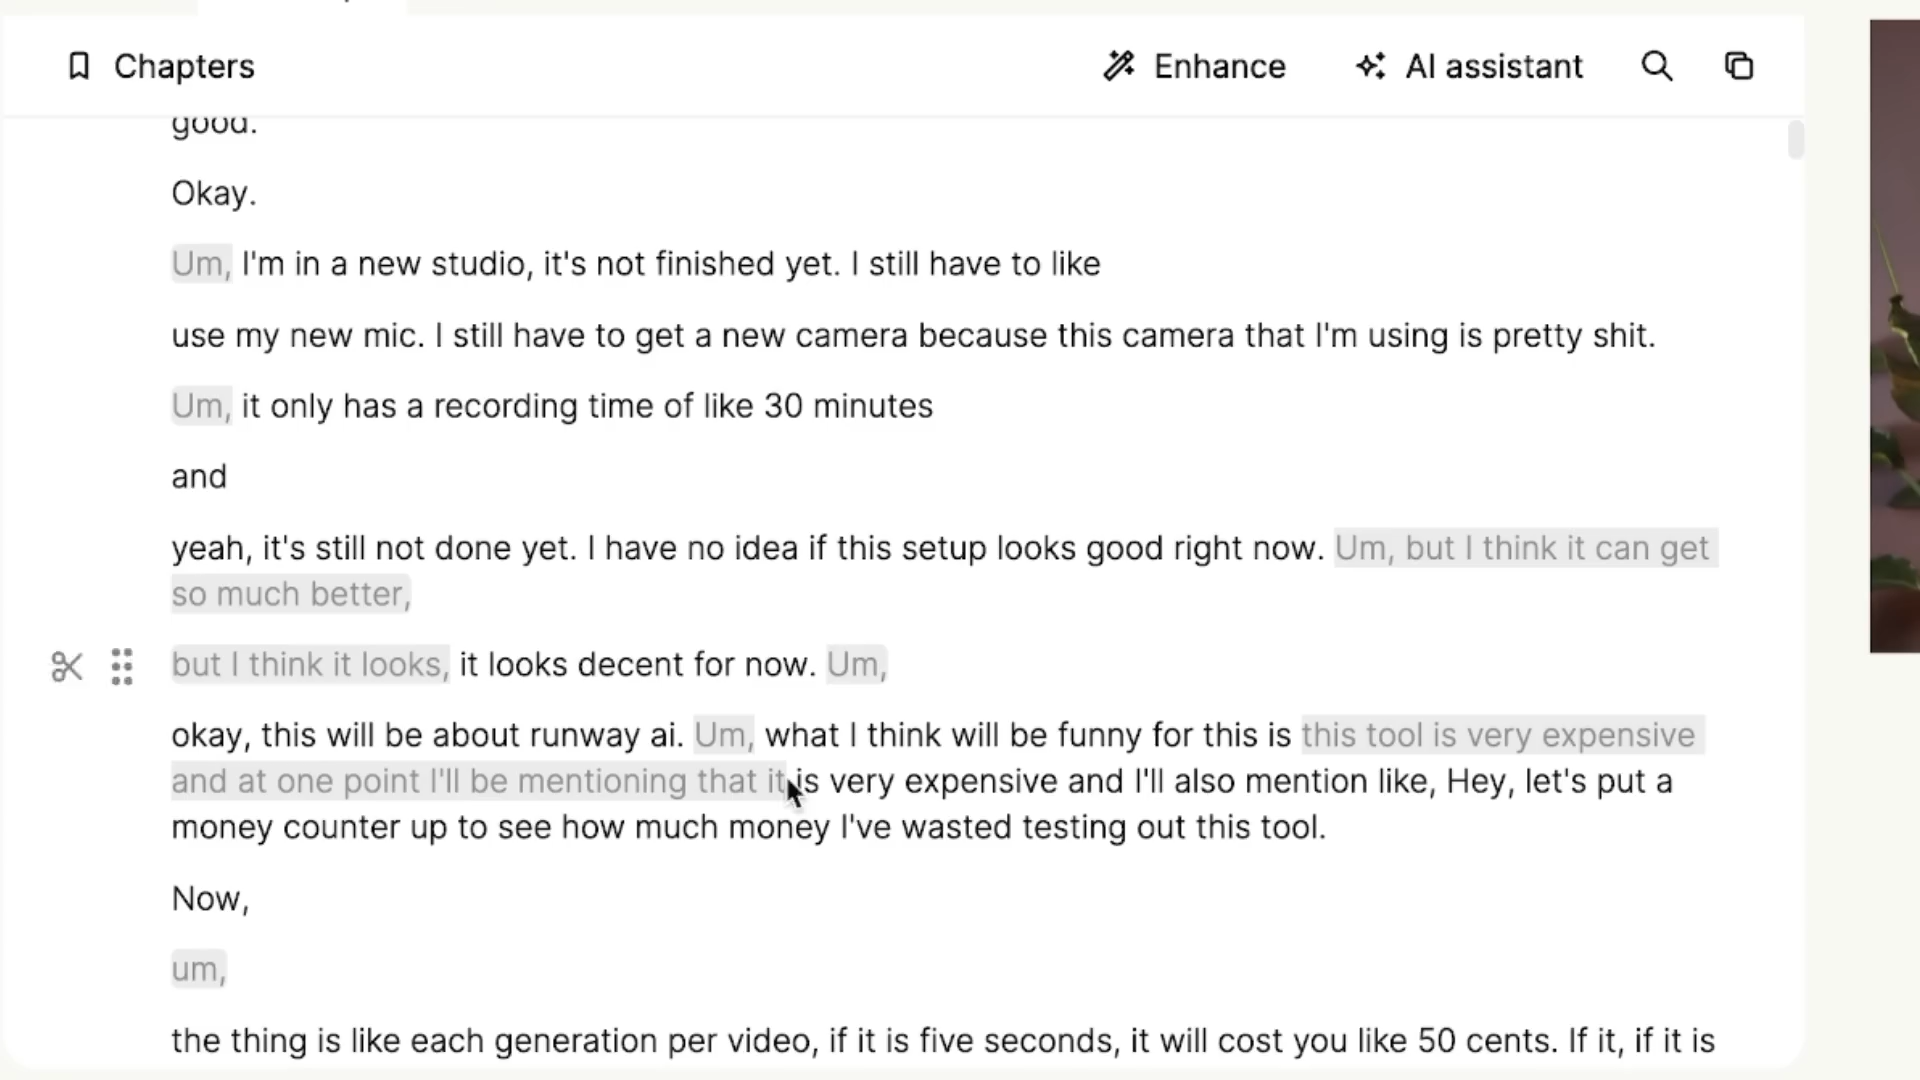 Chapters
Enhance
AI assistant
good.
Okay.
Um, I'm in a new studio, it's not finished yet. I still have to like
use my new mic. I still have to get a new camera because this camera that I'm using is pretty shit.
Um, it only has a recording time of like 30 minutes
and
yeah, it's still not done yet. I have no idea if this setup looks good right now. Um, but I think it can get
so much better,
but I think it looks, it looks decent for now. Um,
okay, this will be about runway ai. Um, what I think will be funny for this is this tool is very expensive
and at one point I'll be mentioning that it is very expensive and I'll also mention like, Hey, let's put a
money counter up to see how much money I've wasted testing out this tool.
Now,
um,
the thing is like each generation per video, if it is five seconds, it will cost you like 50 cents. If it, if it is